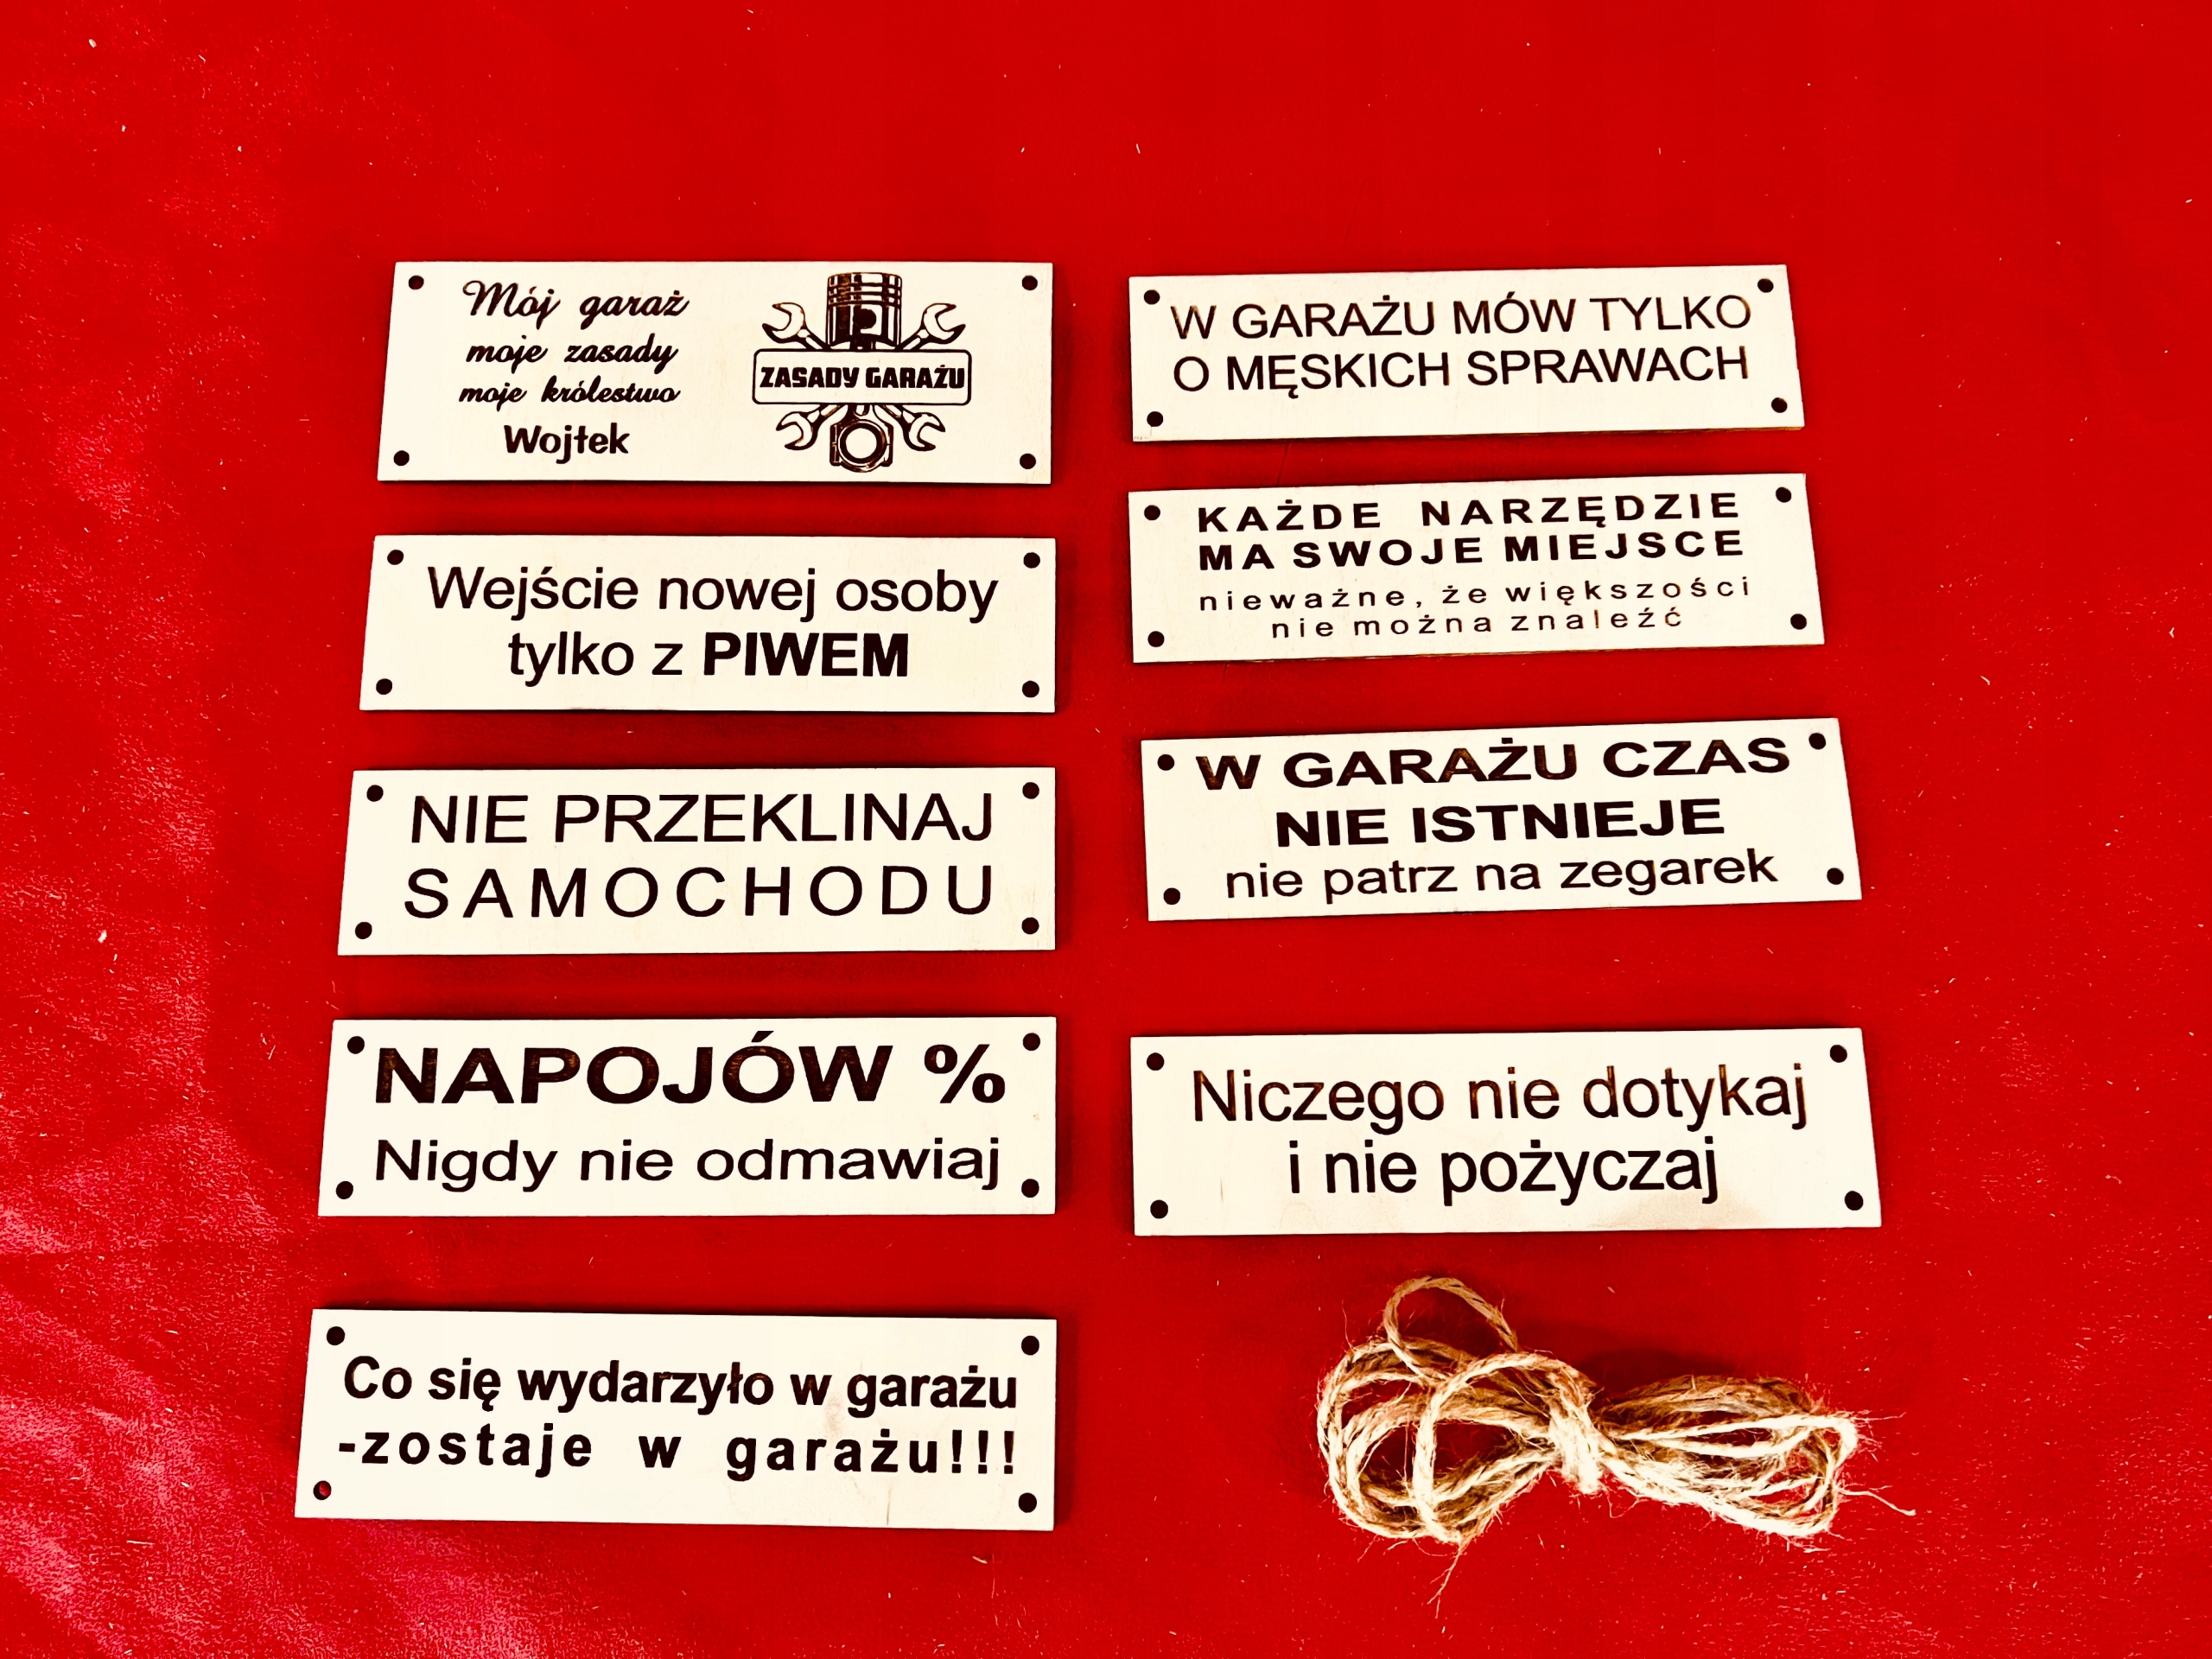 Mój garaż
moje zasady
moje królestwo
Wojtek
ZASADY GARAŻU
Wejście nowej osoby
tylko z PIWEM
NIE PRZEKLINAJ
SAMOCHODU
NAPOJÓW %
Nigdy nie odmawiaj
Co się wydarzyło w garażu
-zostaje w garażu!!!
W GARAŻU MÓW TYLKO
O MĘSKICH SPRAWACH
KAŻDE NARZĘDZIE
MA SWOJE MIEJSCE
nieważne, że większości
nie można znaleźć
W GARAŻU CZAS
NIE ISTNIEJE
nie patrz na zegarek
Niczego nie dotykaj
i nie pożyczaj